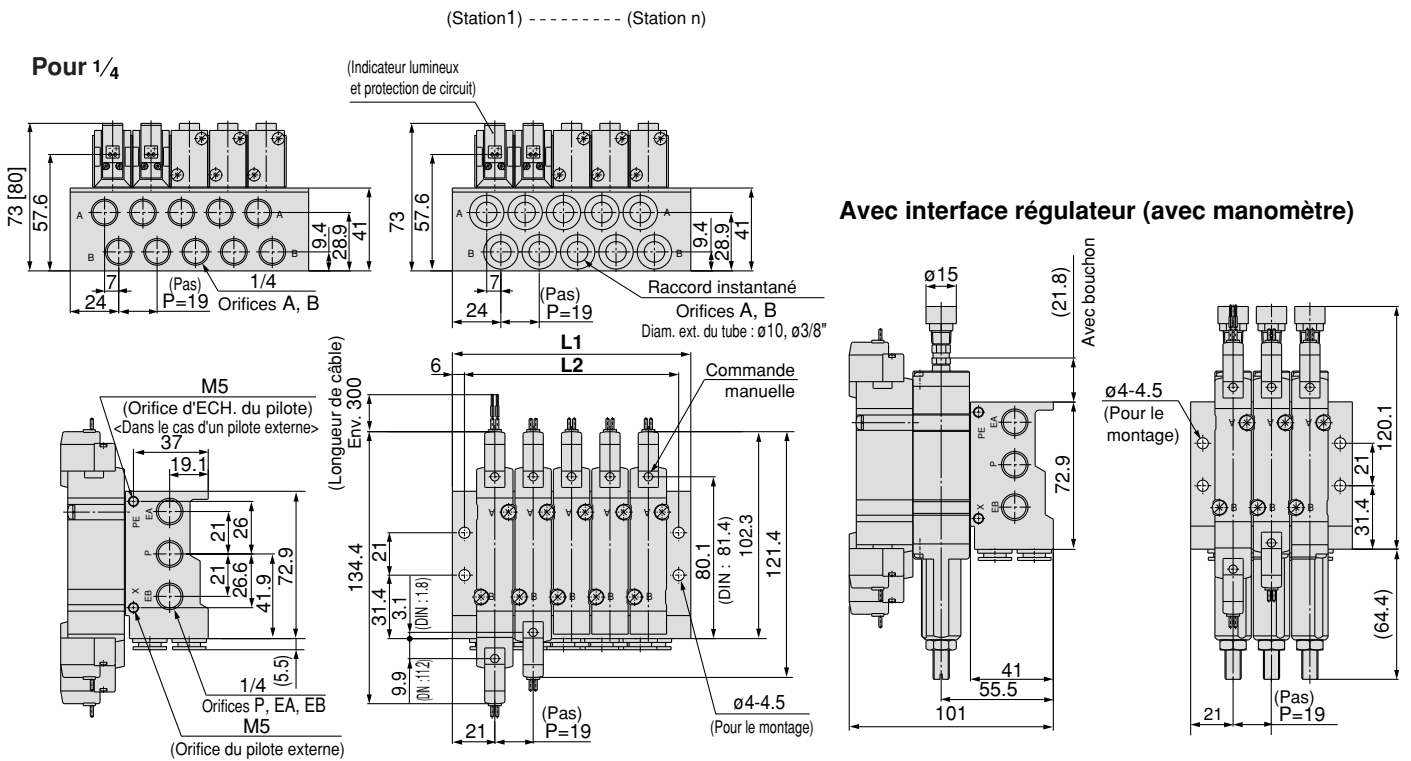 (Station1) - - - - - - - - - (Station n)
Pour 1/4
(Indicateur lumineux
et protection de circuit)
73 [80]
57.6
A
A
B
B
9.4
28.9
41
7
24
(Pas)
P=19
1/4
Orifices A, B
73
57.6
A
A
B
B
9.4
28.9
41
7
24
(Pas)
P=19
Raccord instantané
Orifices A, B
Diam. ext. du tube : ø10, ø3/8"
M5
(Orifice d'ECH. du pilote)
<Dans le cas d'un pilote externe>
37
19.1
PE
EA
P
X
EB
21
26
21
26.6
41.9
72.9
(5.5)
1/4
Orifices P, EA, EB
M5
(Orifice du pilote externe)
L1
L2
6
Commande
manuelle
(Longueur de câble)
Env. 300
134.4
21
31.4
3.1
(DIN : 1.8)
9.9
(DIN :11.2)
A
A
A
A
A
B
B
B
B
B
80.1
(DIN : 81.4)
102.3
121.4
21
(Pas)
P=19
ø4-4.5
(Pour le montage)
Avec interface régulateur (avec manomètre)
ø15
(21.8)
Avec bouchon
PE
EA
P
X
EB
72.9
41
55.5
101
ø4-4.5
(Pour le
montage)
A
A
A
B
B
B
120.1
21
31.4
(64.4)
21
(Pas)
P=19